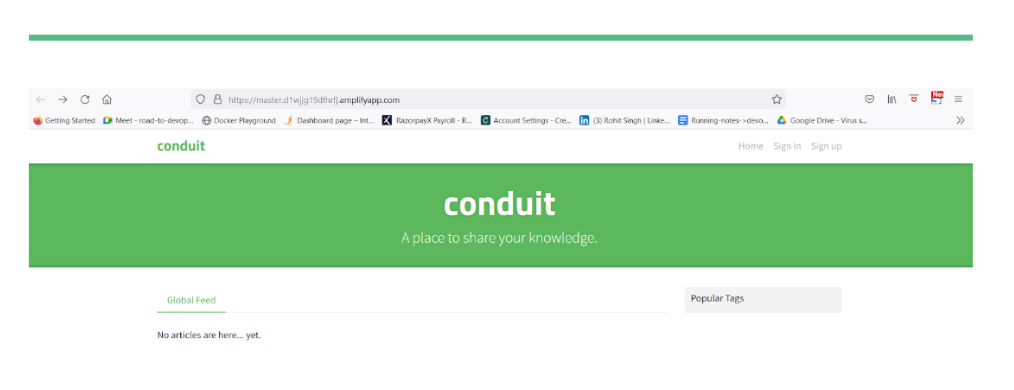 https://master.d1wjjg19dlhrlj.amplifyapp.com
Getting Started Meet - road-to-devop... Docker Playground Dashboard page – Int... RazorpayX Payroll - R... Account Settings - Cre... (3) Rohit Singh | Linke... Running-notes->devo... Google Drive - Virus s...
conduit Home Sign in Sign up
conduit
A place to share your knowledge.
Global Feed Popular Tags
No articles are here... yet.